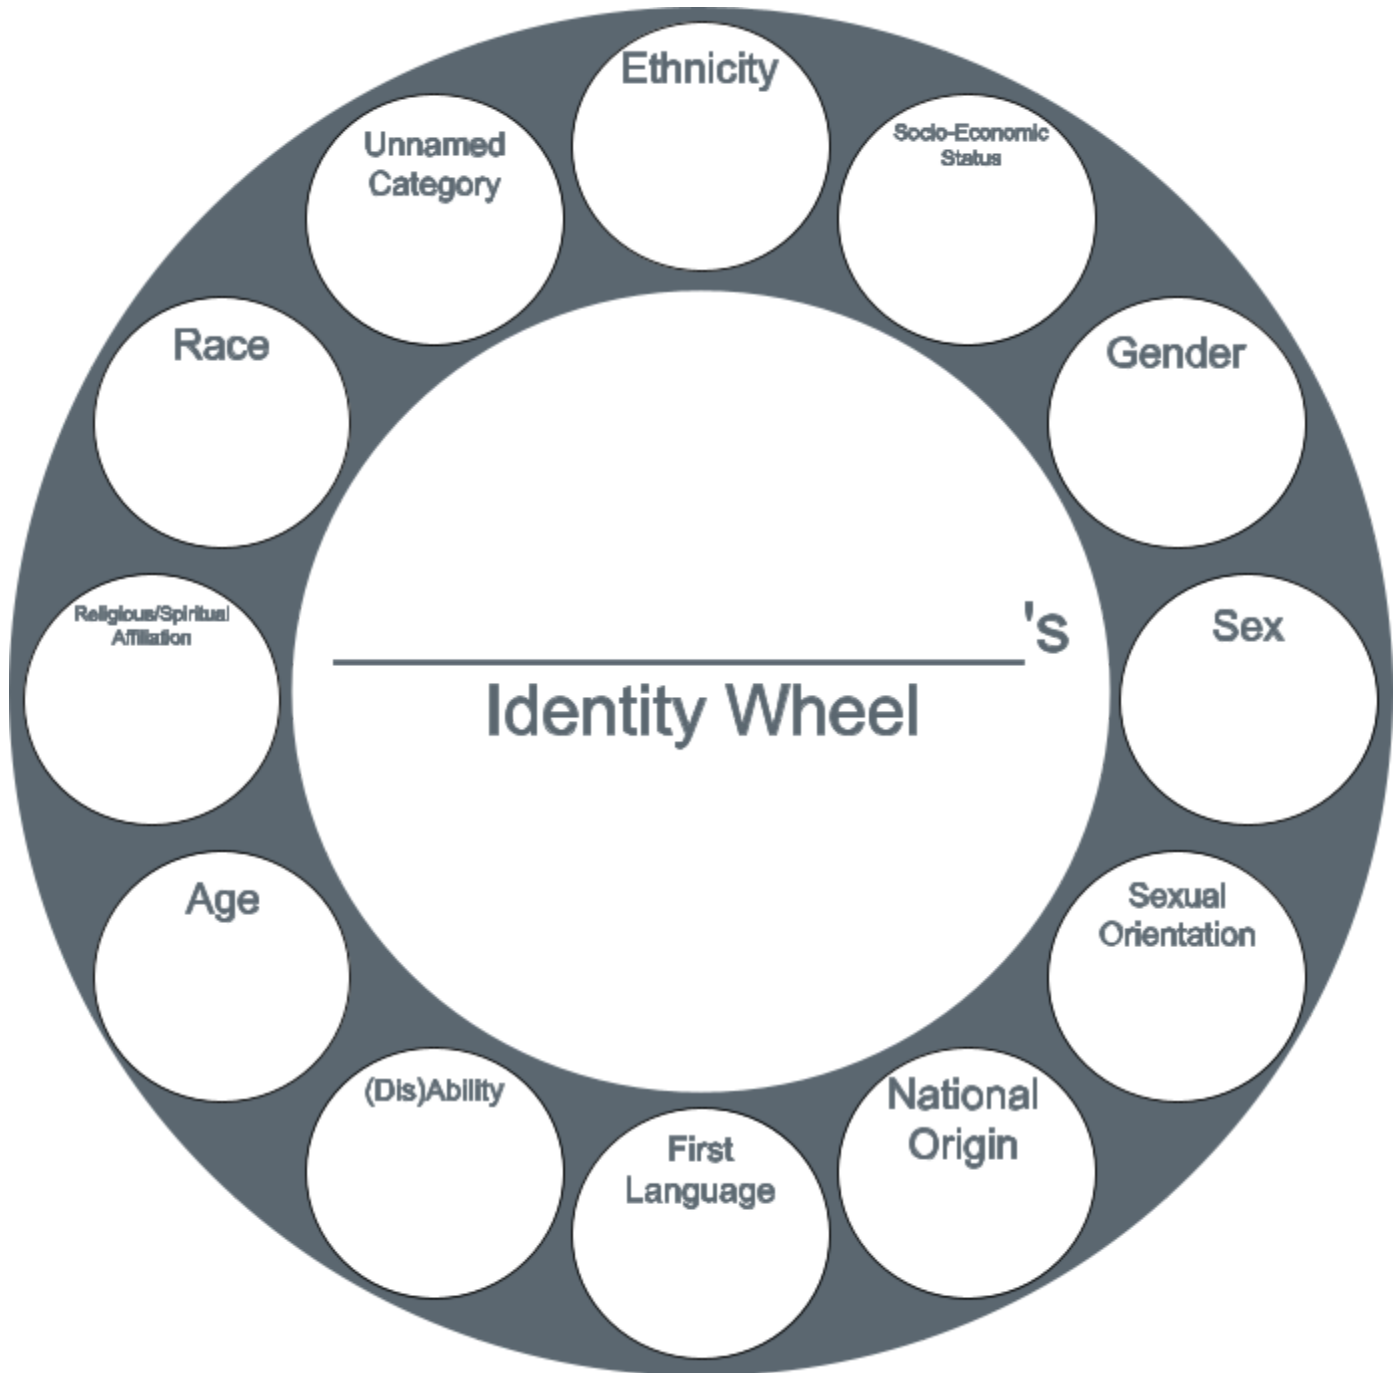 Ethnicity
Socio-Economic
Status
Gender
Sex
Sexual
Orientation
National
Origin
First
Language
(Dis)Ability
Age
Religious/Spiritual
Affiliation
Race
Unnamed
Category
's
Identity Wheel